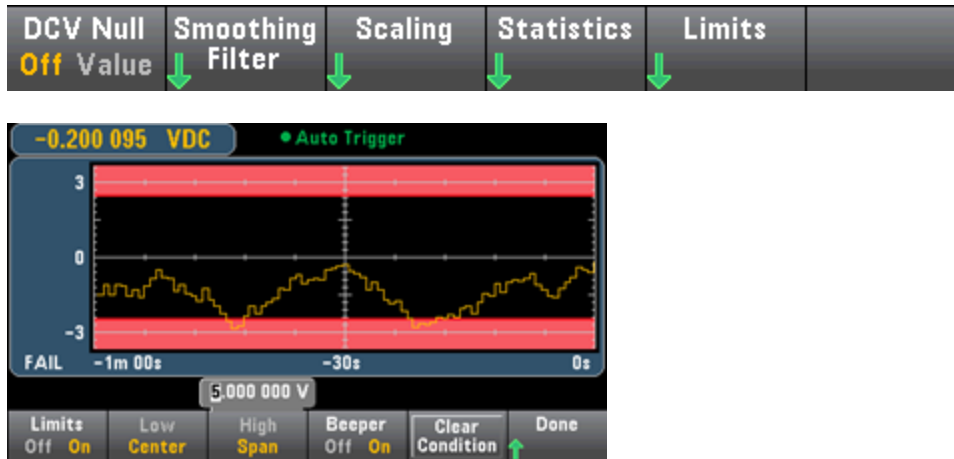 DCV Null Smoothing Scaling Statistics Limits
Off Value Filter
-0.200 095 VDC Auto Trigger
3
0
-3
FAIL -1m 00s -30s 0s
5.000 000 V
Limits Low High Beeper Clear Done
Off On Center Span Off On Condition